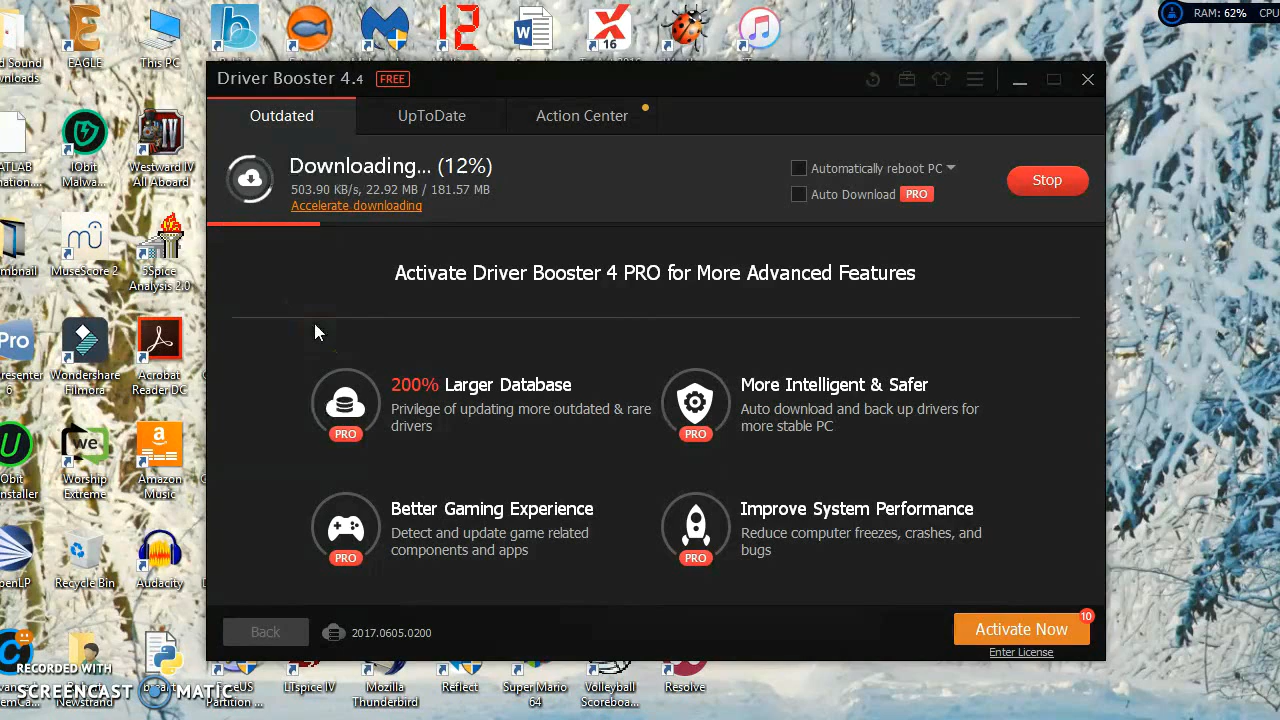 RAM: 62% CPU
EAGLE
This PC
Driver Booster 4.4 FREE
Outdated
UpToDate
Action Center
Downloading... (12%)
503.90 KB/s, 22.92 MB / 181.57 MB
Accelerate downloading
Automatically reboot PC
Auto Download PRO
Stop
Activate Driver Booster 4 PRO for More Advanced Features
200% Larger Database
Privilege of updating more outdated & rare
drivers
PRO
More Intelligent & Safer
Auto download and back up drivers for
more stable PC
PRO
Better Gaming Experience
Detect and update game related
components and apps
PRO
Improve System Performance
Reduce computer freezes, crashes, and
bugs
PRO
Back
2017.0605.0200
Activate Now
10
Enter License
12
16
W
IObit
Malwa...
Westward IV
All Aboard
MuseScore 2
5Spice
Analysis 2.0
Pro
Wondershare
Filmora
Acrobat
Reader DC
we
Worship
Extreme
Amazon
Music
Recycle Bin
Audacity
LTspice IV
Mozilla
Thunderbird
Reflect
Super Mario
64
Volleyball
Scoreboa...
Resolve
Partition ...
Newstrand
RECORDED WITH
SCREENCAST MATIC